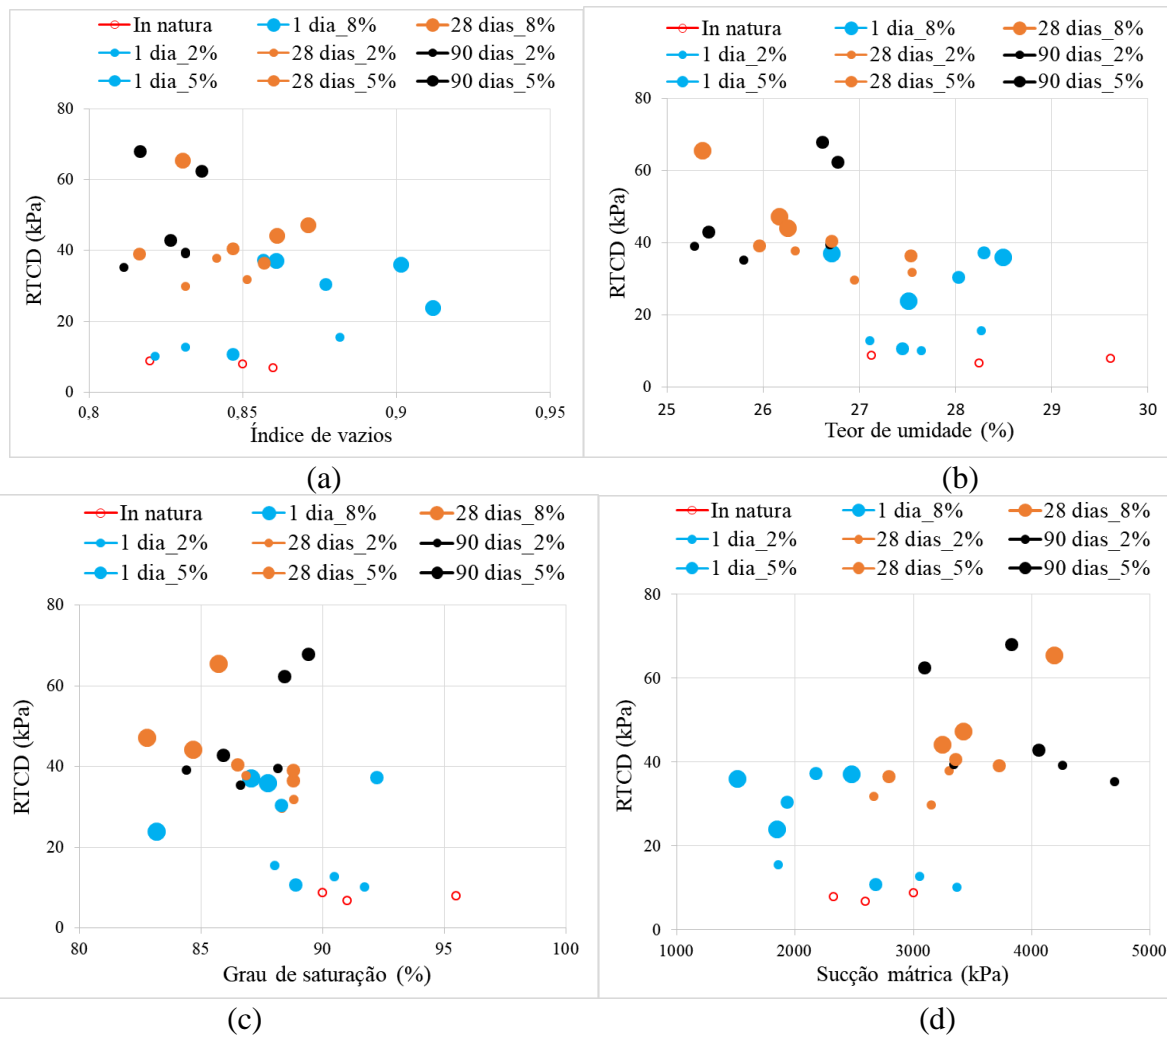 In natura 1 dia_8% 28 dias_8%
1 dia_2% 28 dias_2% 90 dias_2%
1 dia_5% 28 dias_5% 90 dias_5%
80
60
40
20
0
RTCD (kPa)
0,8 0,85 0,9 0,95
Índice de vazios
(a)
In natura 1 dia_8% 28 dias_8%
1 dia_2% 28 dias_2% 90 dias_2%
1 dia_5% 28 dias_5% 90 dias_5%
80
60
40
20
0
RTCD (kPa)
25 26 27 28 29 30
Teor de umidade (%)
(b)
In natura 1 dia_8% 28 dias_8%
1 dia_2% 28 dias_2% 90 dias_2%
1 dia_5% 28 dias_5% 90 dias_5%
80
60
40
20
0
RTCD (kPa)
80 85 90 95 100
Grau de saturação (%)
(c)
In natura 1 dia_8% 28 dias_8%
1 dia_2% 28 dias_2% 90 dias_2%
1 dia_5% 28 dias_5% 90 dias_5%
80
60
40
20
0
RTCD (kPa)
1000 2000 3000 4000 5000
Sucção mátrica (kPa)
(d)